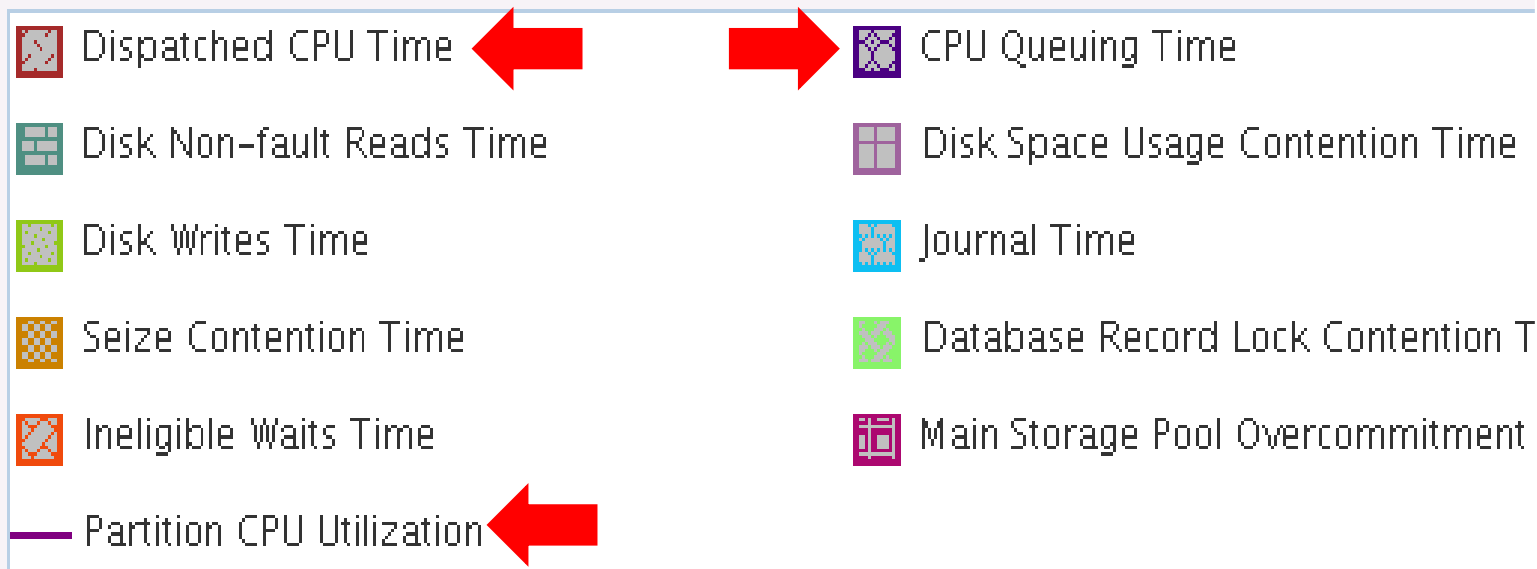 Dispatched CPU Time
CPU Queuing Time
Disk Non-fault Reads Time
Disk Space Usage Contention Time
Disk Writes Time
Journal Time
Seize Contention Time
Database Record Lock Contention T
Ineligible Waits Time
Main Storage Pool Overcommitment
Partition CPU Utilization